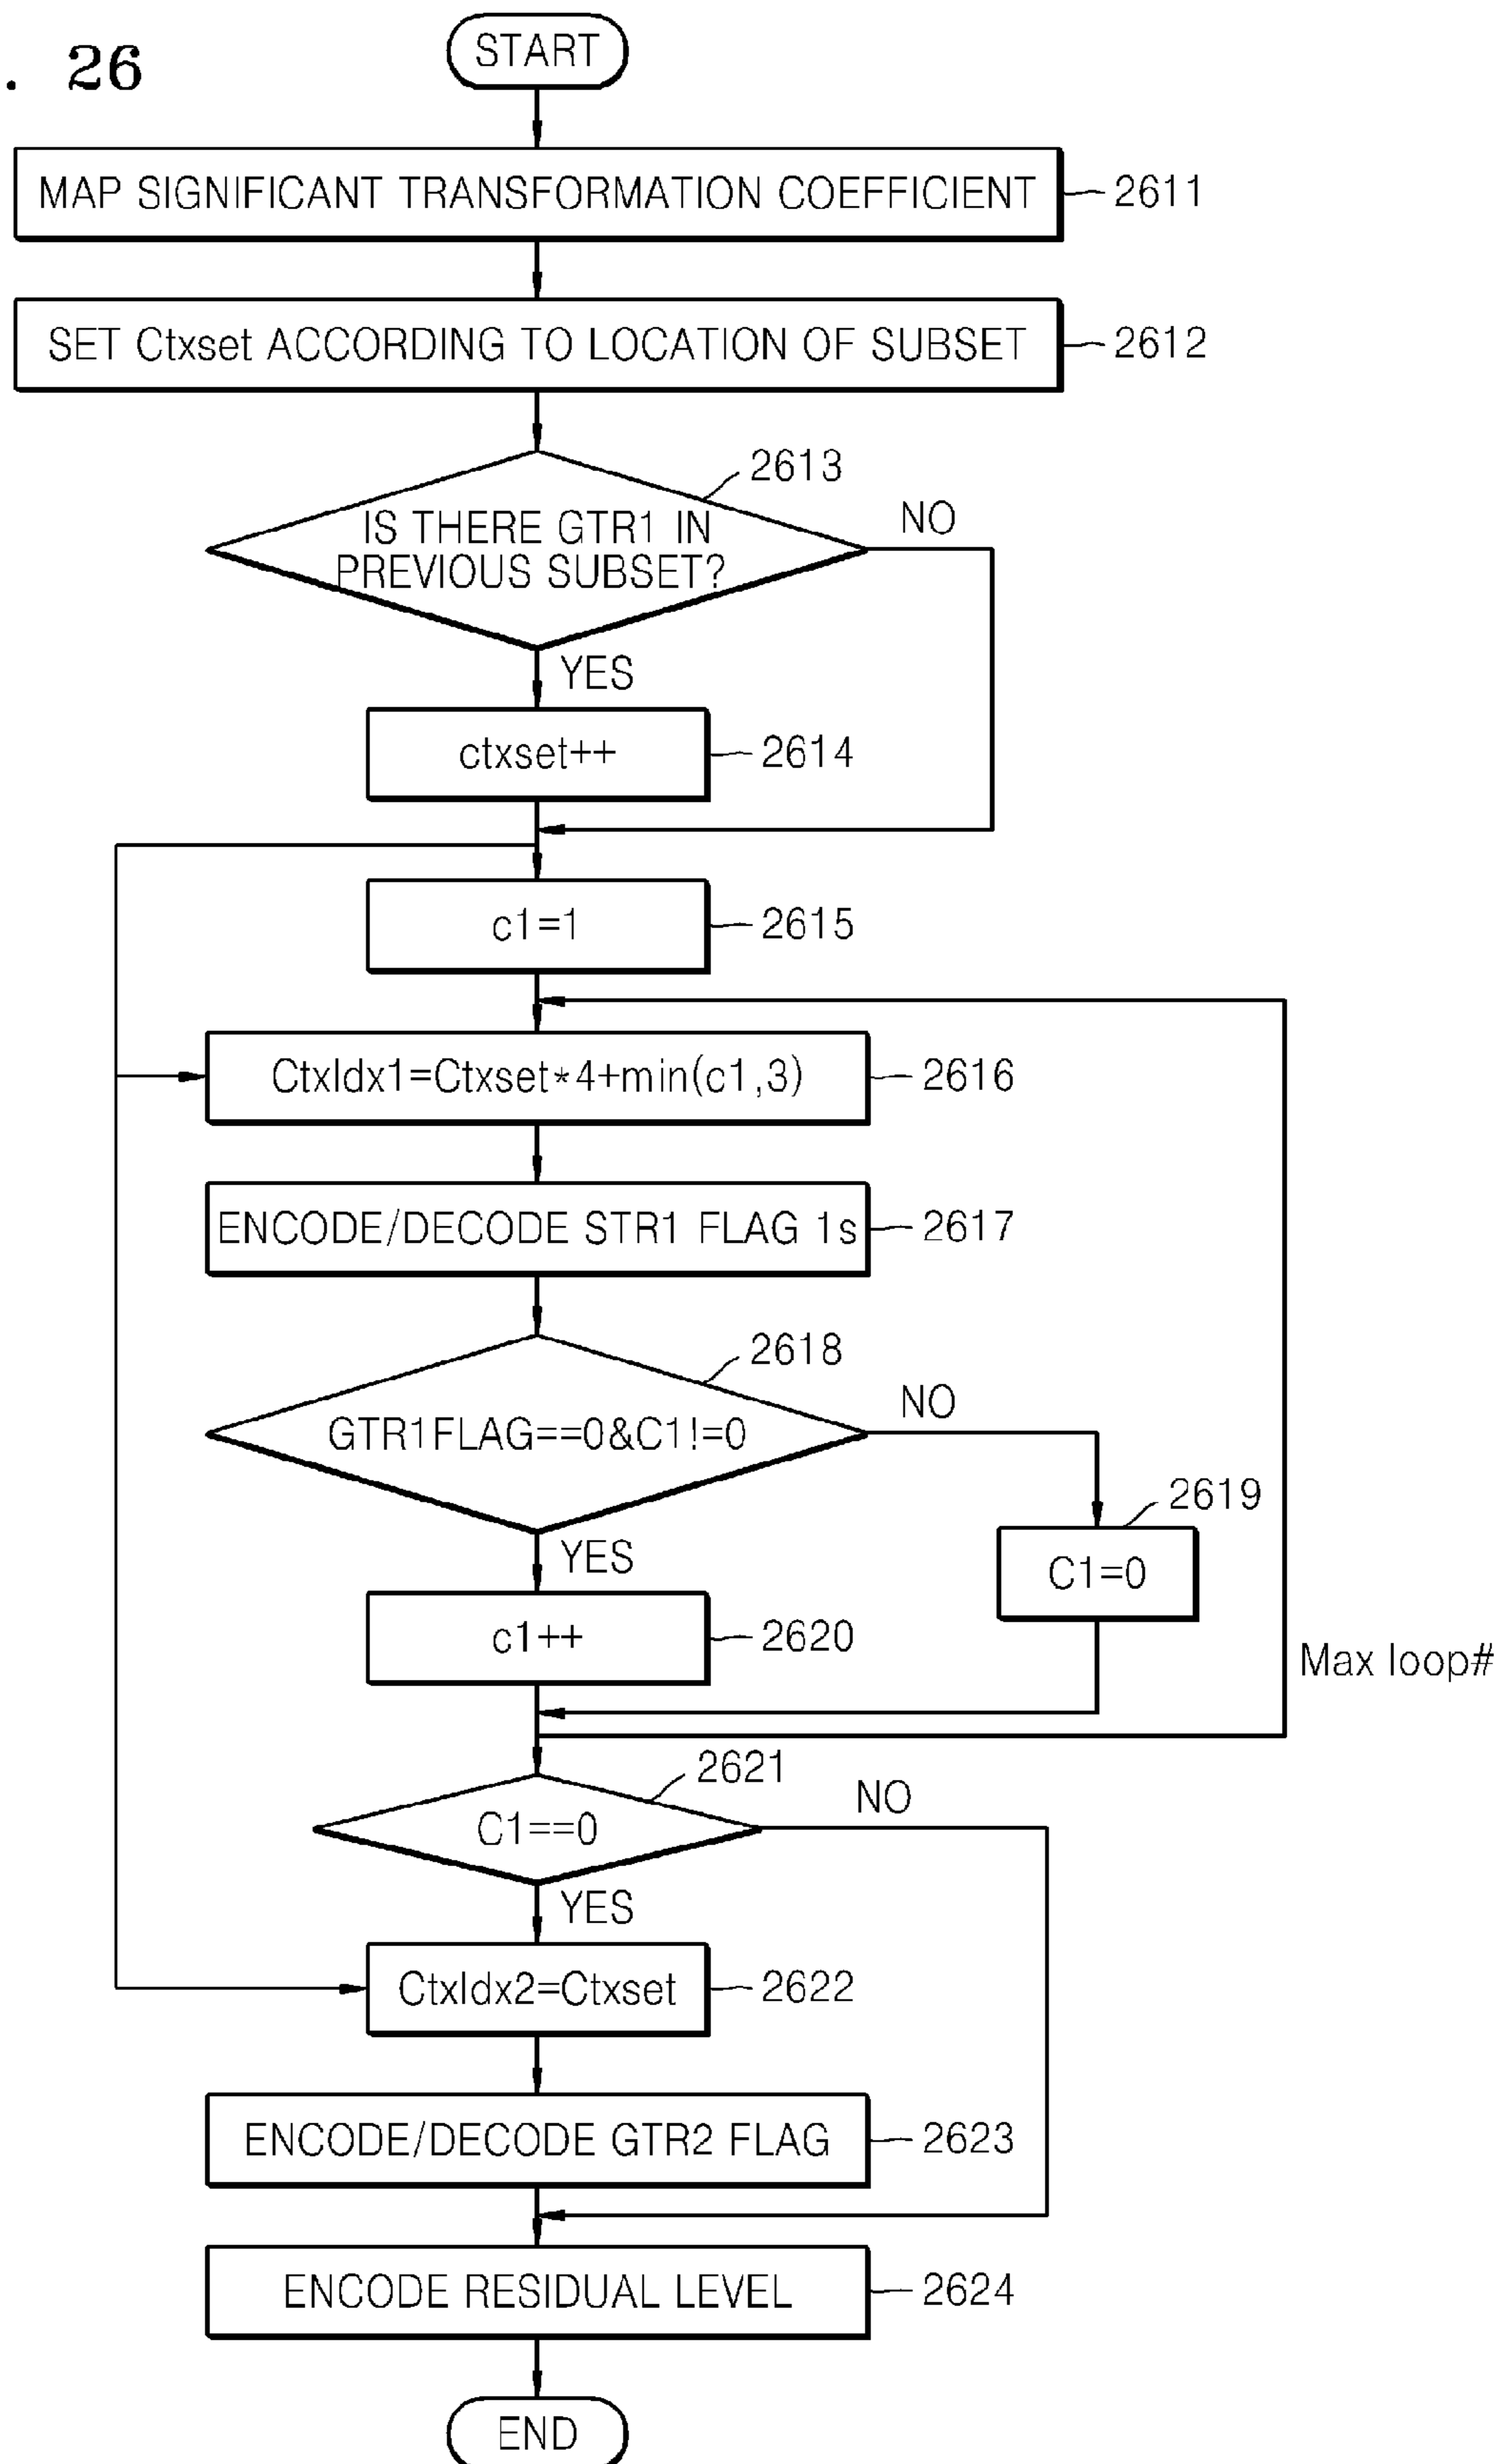 . 26
START
MAP SIGNIFICANT TRANSFORMATION COEFFICIENT
2611
SET Ctxset ACCORDING TO LOCATION OF SUBSET
2612
2613
IS THERE GTR1 IN
PREVIOUS SUBSET?
NO
YES
ctxset++
2614
c1=1
2615
CtxIdx1=Ctxset*4+min(c1,3)
2616
ENCODE/DECODE STR1 FLAG 1s
2617
2618
GTR1FLAG==0&C1!=0
NO
2619
C1=0
YES
c1++
2620
Max loop#
2621
C1==0
NO
YES
CtxIdx2=Ctxset
2622
ENCODE/DECODE GTR2 FLAG
2623
ENCODE RESIDUAL LEVEL
2624
END